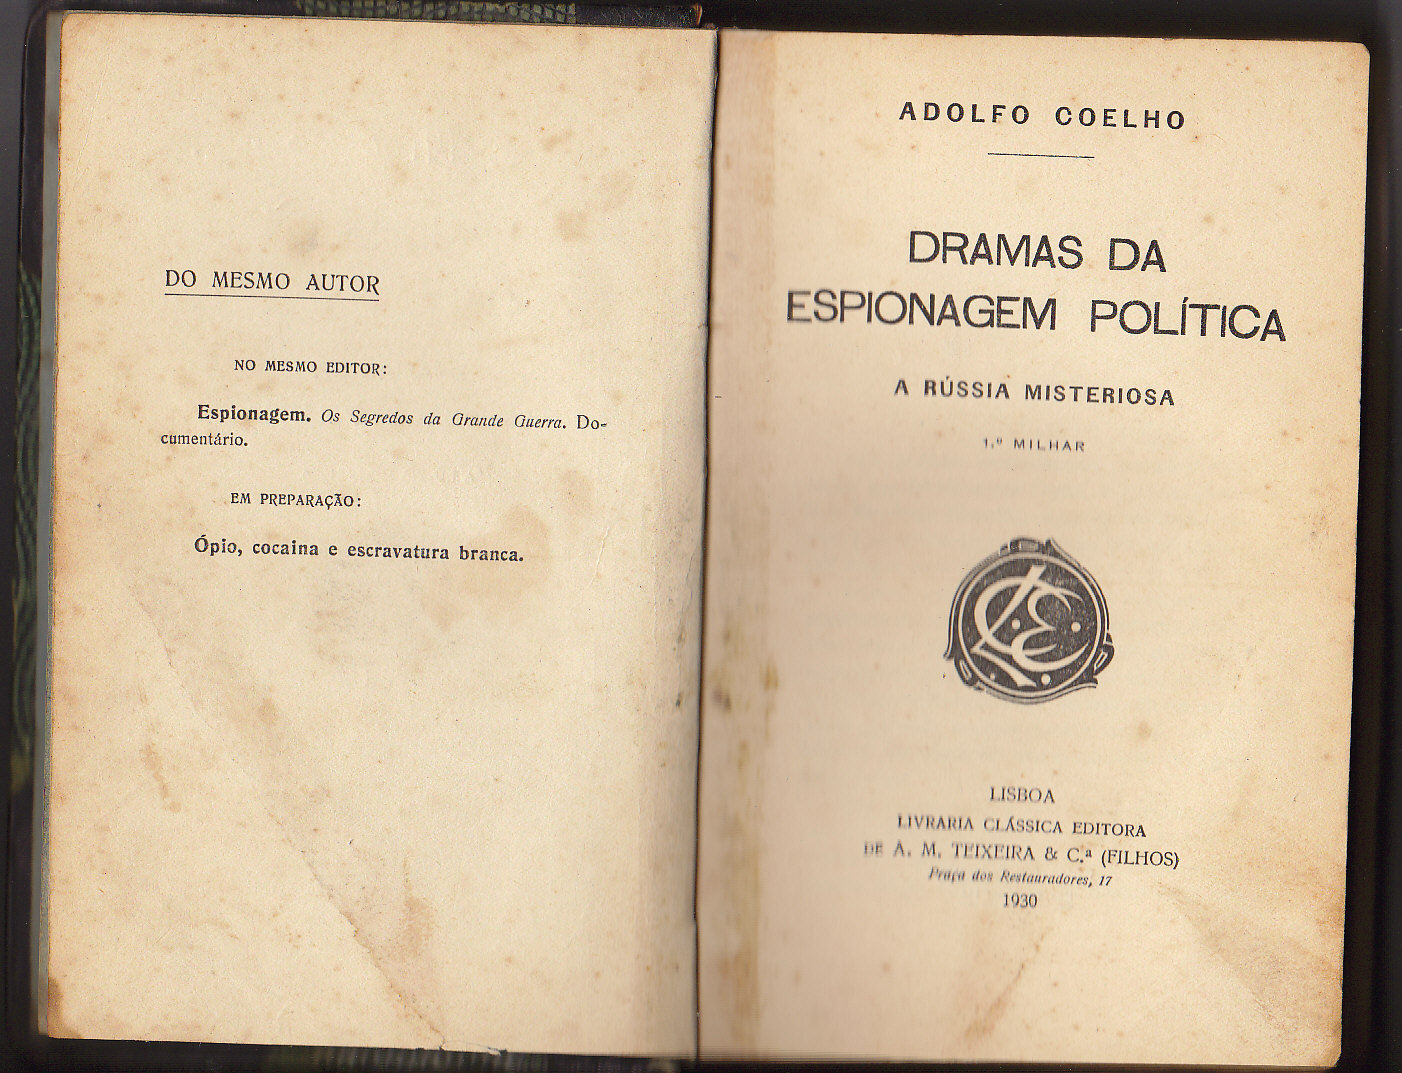 DO MESMO AUTOR
NO MESMO EDITOR:
Espionagem. Os Segredos da Grande Guerra. Do-
cumentário.
EM PREPARAÇÃO:
Ópio, cocaina e escravatura branca.
ADOLFO COELHO
DRAMAS DA
ESPIONAGEM POLÍTICA
A RÚSSIA MISTERIOSA
1.º MILHAR
LCE
LISBOA
LIVRARIA CLÁSSICA EDITORA
DE A. M. TEIXEIRA & C.ª (FILHOS)
Praça dos Restauradores, 17
1930